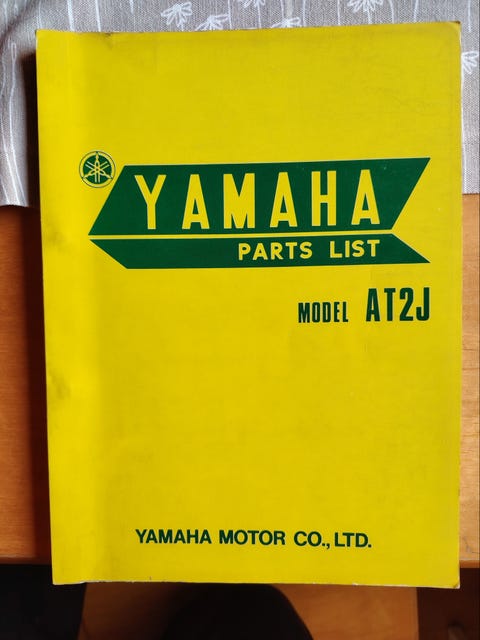 YAMAHA
PARTS LIST
MODEL AT2J
YAMAHA MOTOR CO., LTD.